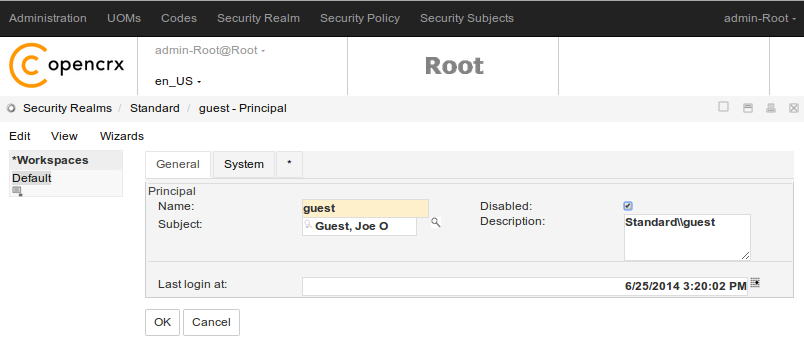 Administration UOMs Codes Security Realm Security Policy Security Subjects admin-Root
opencrx
admin-Root@Root
en_US
Root
Security Realms / Standard / guest - Principal
Edit View Wizards
*Workspaces
Default
General System *
Principal
Name: guest Disabled:
Subject: Guest, Joe O Description: Standard\\guest
Last login at: 6/25/2014 3:20:02 PM
OK Cancel